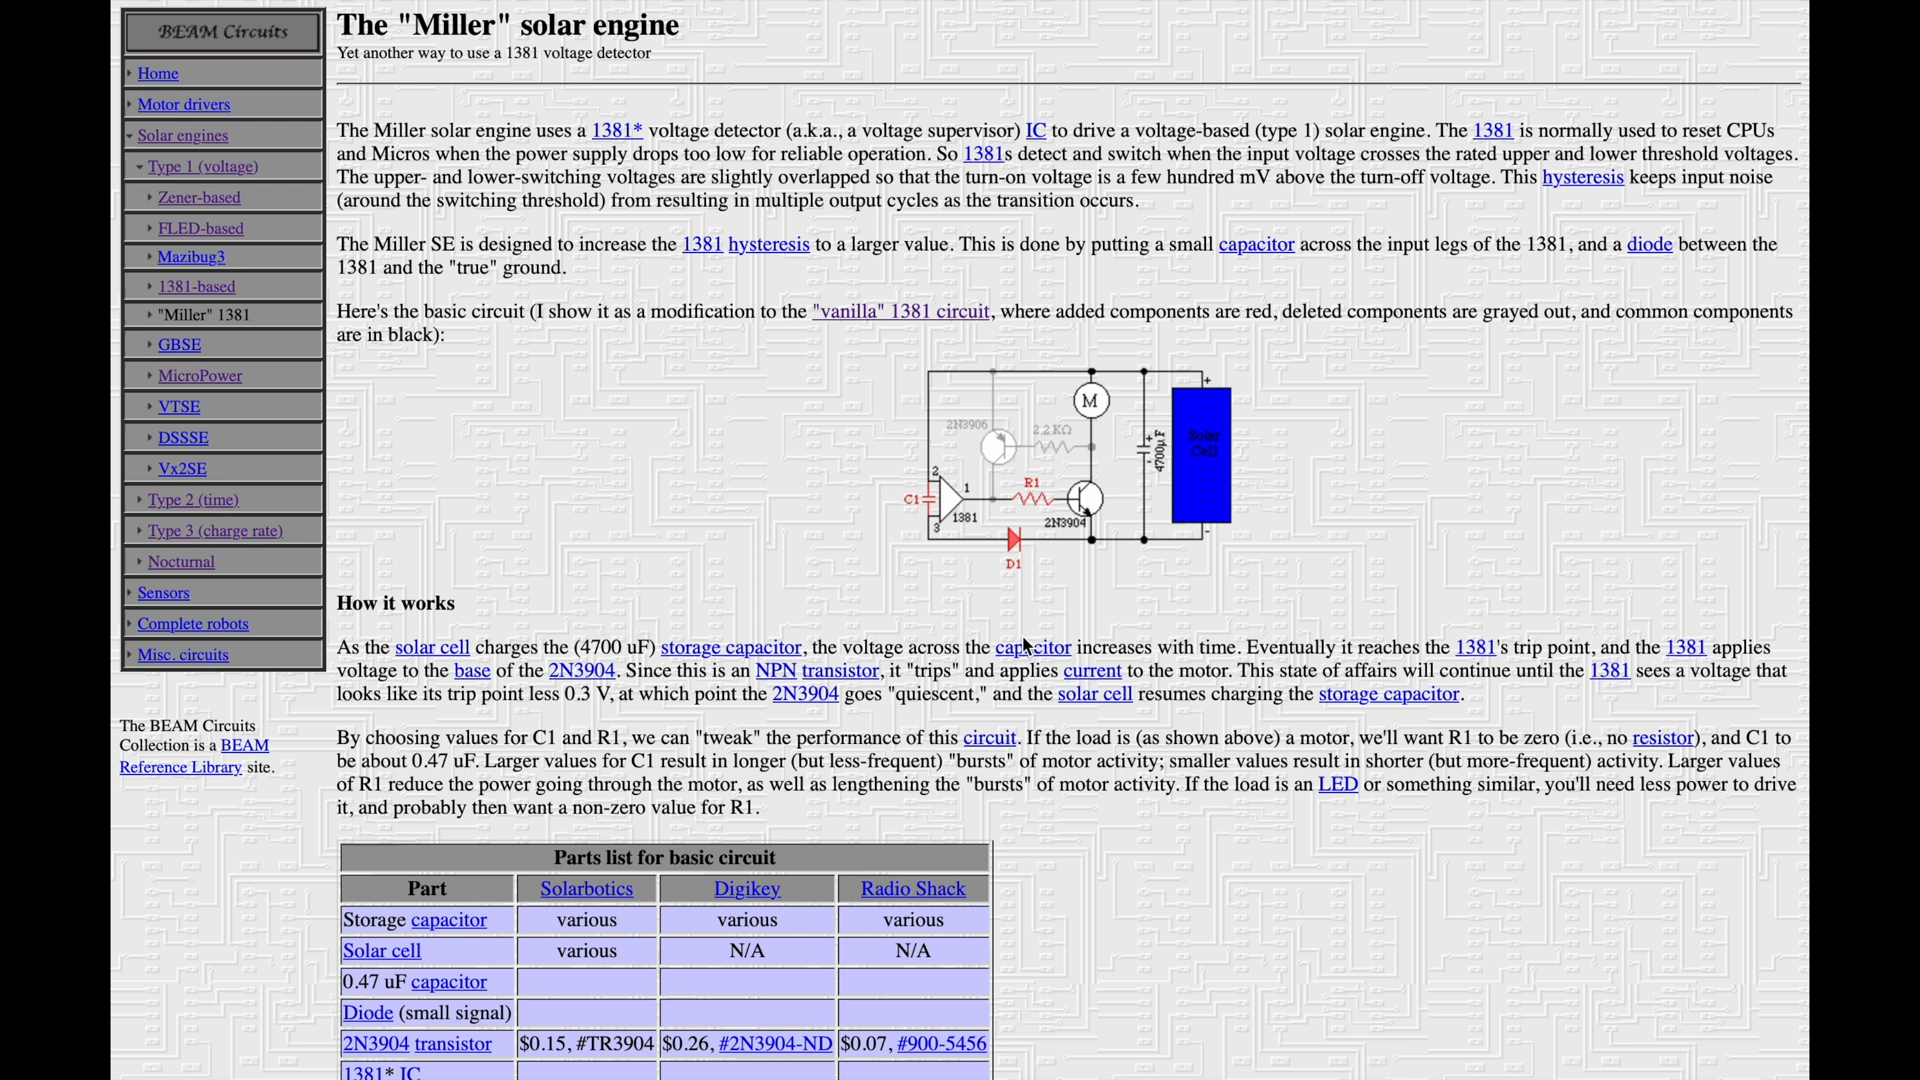 BEAM Circuits
Home
Motor drivers
Solar engines
Type 1 (voltage)
Zener-based
FLED-based
Mazibug3
1381-based
"Miller" 1381
GBSE
MicroPower
VTSE
DSSSE
Vx2SE
Type 2 (time)
Type 3 (charge rate)
Nocturnal
Sensors
Complete robots
Misc. circuits
The BEAM Circuits
Collection is a BEAM
Reference Library site.
The "Miller" solar engine
Yet another way to use a 1381 voltage detector
The Miller solar engine uses a 1381* voltage detector (a.k.a., a voltage supervisor) IC to drive a voltage-based (type 1) solar engine. The 1381 is normally used to reset CPUs
and Micros when the power supply drops too low for reliable operation. So 1381s detect and switch when the input voltage crosses the rated upper and lower threshold voltages.
The upper- and lower-switching voltages are slightly overlapped so that the turn-on voltage is a few hundred mV above the turn-off voltage. This hysteresis keeps input noise
(around the switching threshold) from resulting in multiple output cycles as the transition occurs.
The Miller SE is designed to increase the 1381 hysteresis to a larger value. This is done by putting a small capacitor across the input legs of the 1381, and a diode between the
1381 and the "true" ground.
Here's the basic circuit (I show it as a modification to the "vanilla" 1381 circuit, where added components are red, deleted components are grayed out, and common components
are in black):
+
M
2N3906
2.2 KΩ
+
-
4700µF
Solar
Cell
2
1
R1
C1
1381
3
2N3904
-
D1
How it works
As the solar cell charges the (4700 uF) storage capacitor, the voltage across the capacitor increases with time. Eventually it reaches the 1381's trip point, and the 1381 applies
voltage to the base of the 2N3904. Since this is an NPN transistor, it "trips" and applies current to the motor. This state of affairs will continue until the 1381 sees a voltage that
looks like its trip point less 0.3 V, at which point the 2N3904 goes "quiescent," and the solar cell resumes charging the storage capacitor.
By choosing values for C1 and R1, we can "tweak" the performance of this circuit. If the load is (as shown above) a motor, we'll want R1 to be zero (i.e., no resistor), and C1 to
be about 0.47 uF. Larger values for C1 result in longer (but less-frequent) "bursts" of motor activity; smaller values result in shorter (but more-frequent) activity. Larger values
of R1 reduce the power going through the motor, as well as lengthening the "bursts" of motor activity. If the load is an LED or something similar, you'll need less power to drive
it, and probably then want a non-zero value for R1.
Parts list for basic circuit
Part Solarbotics Digikey Radio Shack
Storage capacitor various various various
Solar cell various N/A N/A
0.47 uF capacitor
Diode (small signal)
2N3904 transistor $0.15, #TR3904 $0.26, #2N3904-ND $0.07, #900-5456
1381* IC